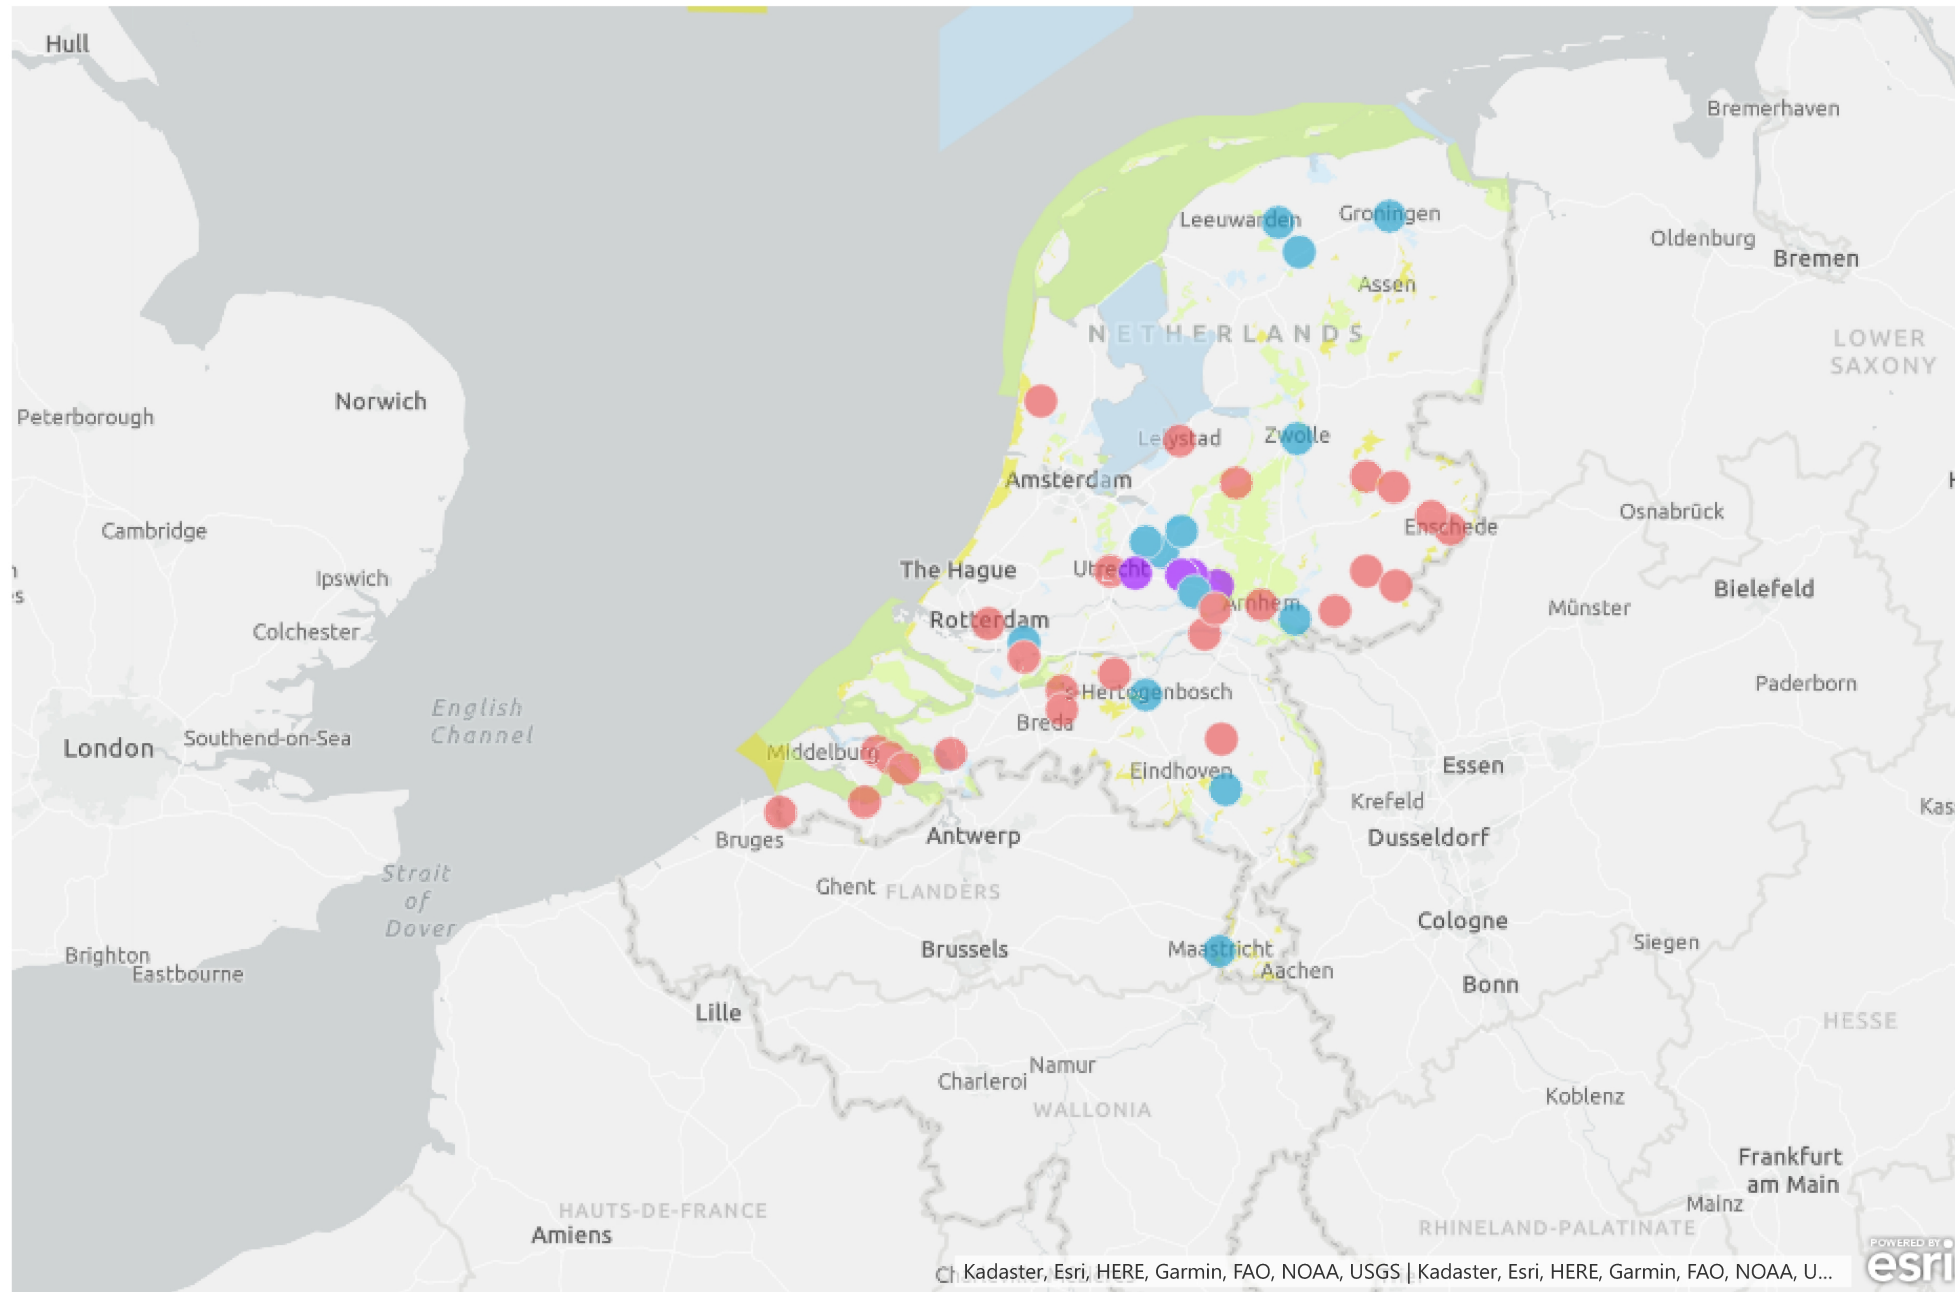 Hull
Bremerhaven
Leeuwarden
Groningen
Oldenburg
Bremen
Assen
NETHERLANDS
LOWER
SAXONY
Norwich
Peterborough
Lelystad
Zwolle
Amsterdam
Osnabrück
Enschede
Cambridge
Ipswich
The Hague
Utrecht
Bielefeld
Arnhem
Münster
Colchester
Rotterdam
Paderborn
's-Hertogenbosch
English
Channel
Breda
London
Southend-on-Sea
Middelburg
Eindhoven
Essen
Krefeld
Kas
Bruges
Antwerp
Dusseldorf
Strait
of
Dover
Ghent
FLANDERS
Cologne
Brussels
Maastricht
Siegen
Brighton
Eastbourne
Aachen
Bonn
Lille
HESSE
Namur
Charleroi
WALLONIA
Koblenz
Frankfurt
am Main
Mainz
HAUTS-DE-FRANCE
Amiens
RHINELAND-PALATINATE
Kadaster, Esri, HERE, Garmin, FAO, NOAA, USGS | Kadaster, Esri, HERE, Garmin, FAO, NOAA, U...
POWERED BY
esri